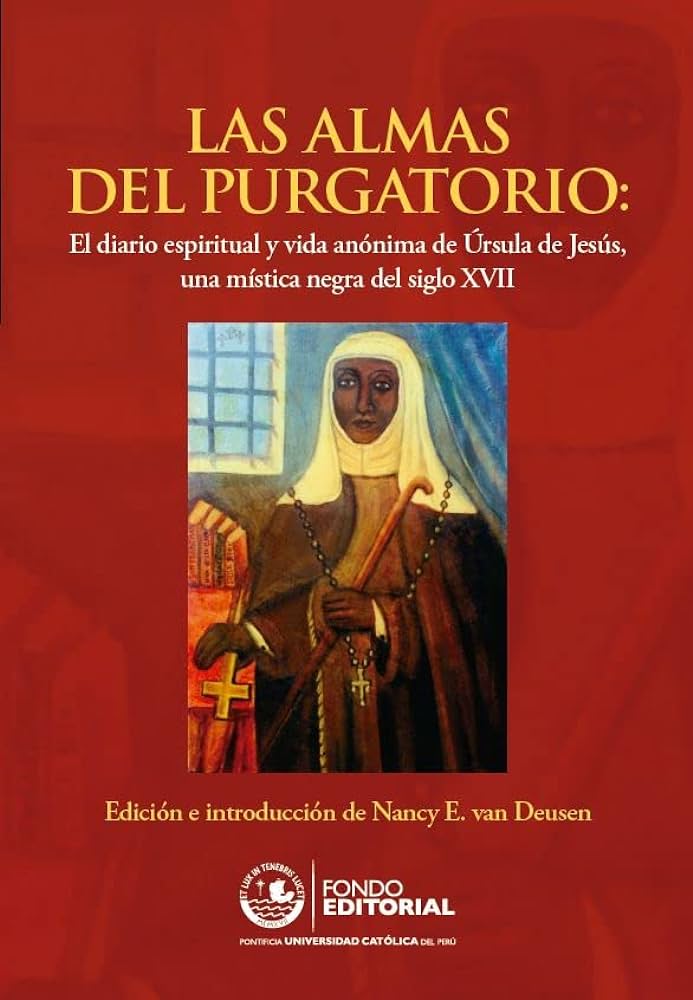 LAS ALMAS
DEL PURGATORIO:
El diario espiritual y vida anónima de Úrsula de Jesús,
una mística negra del siglo XVII
Edición e introducción de Nancy E. van Deusen
ET LUX IN TENEBRIS LUCET
FONDO
EDITORIAL
PONTIFICIA UNIVERSIDAD CATÓLICA DEL PERÚ